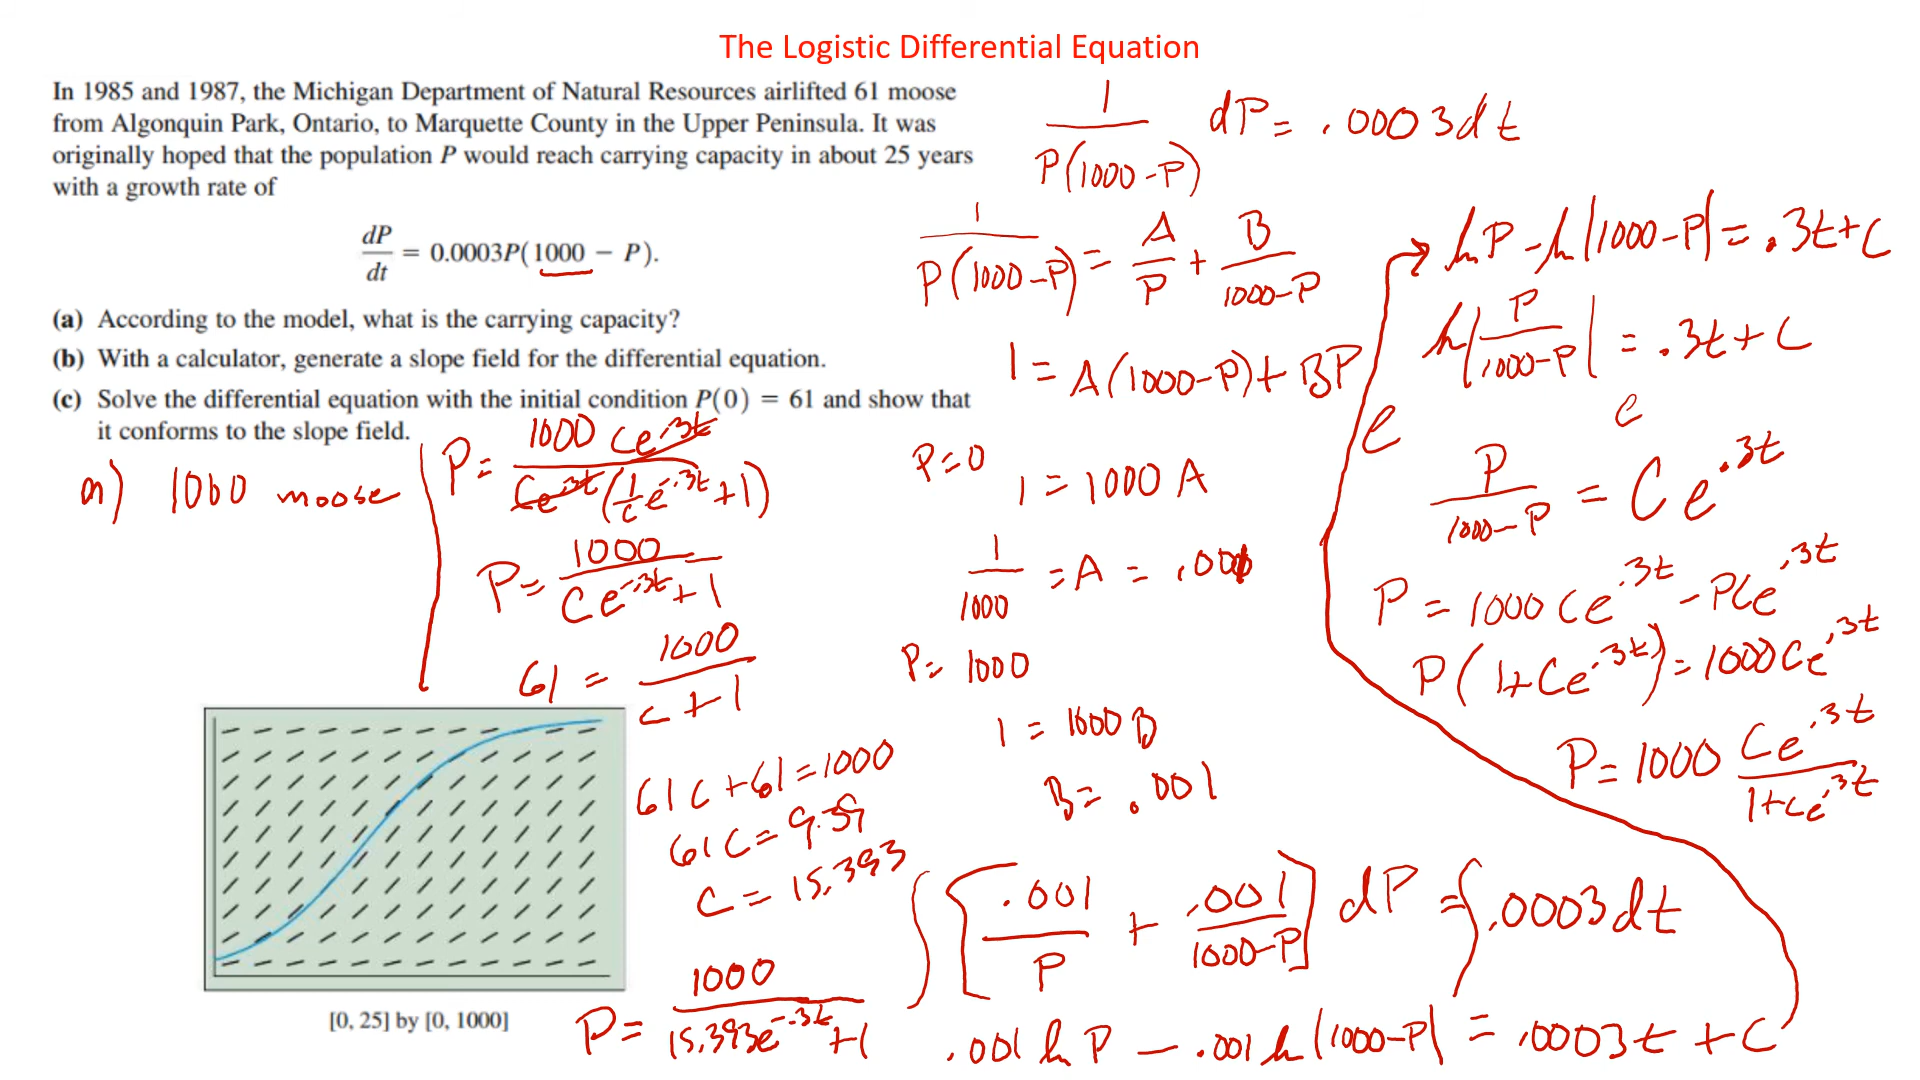 The Logistic Differential Equation
In 1985 and 1987, the Michigan Department of Natural Resources airlifted 61 moose
from Algonquin Park, Ontario, to Marquette County in the Upper Peninsula. It was
originally hoped that the population P would reach carrying capacity in about 25 years
with a growth rate of
dP/dt = 0.0003P(1000 − P).
(a) According to the model, what is the carrying capacity?
(b) With a calculator, generate a slope field for the differential equation.
(c) Solve the differential equation with the initial condition P(0) = 61 and show that
it conforms to the slope field.
a) 1000 moose
1/(P(1000-P)) dP = .0003dt
1/(P(1000-P)) = A/P + B/(1000-P)
1 = A(1000-P) + BP
P=0
1 = 1000 A
1/1000 = A = .001
P= 1000
1 = 1000 B
B= .001
∫ [.001/P + .001/(1000-P)] dP = ∫.0003dt
.001 ln P − .001 ln |1000-P| = .0003t + C
ln P - ln |1000-P| = .3t+C
ln |P/(1000-P)| = .3t + C
e e
P/(1000-P) = Ce^.3t
P = 1000Ce^.3t - PCe^.3t
P(1+Ce^.3t) = 1000Ce^.3t
P= 1000 Ce^.3t/(1+Ce^.3t)
P= 1000 Ce^.3t/(Ce^.3t(1/C e^-.3t +1))
P= 1000/(Ce^-.3t + 1)
61 = 1000/(C+1)
61C+61=1000
61C= 939
C= 15.393
P= 1000/(15.393e^-.3t +1)
[0, 25] by [0, 1000]